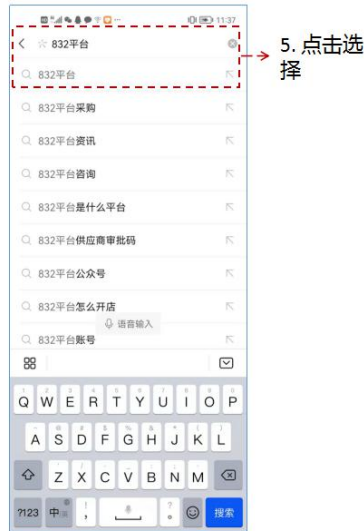 11:37
832平台
832平台
832平台采购
832平台资讯
832平台咨询
832平台是什么平台
832平台供应商审批码
832平台公众号
832平台怎么开店
语音输入
832平台账号
Q W E R T Y U I O P
A S D F G H J K L
Z X C V B N M
?123 中 , 。 搜索
5. 点击选
择